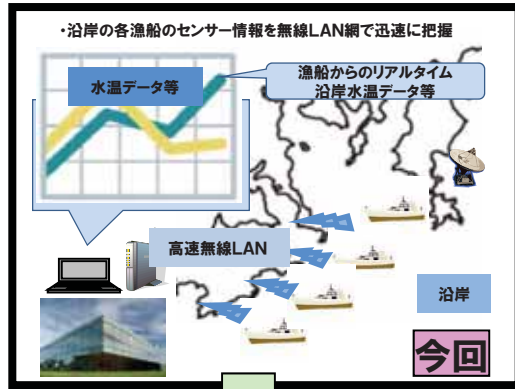 ・沿岸の各漁船のセンサー情報を無線LAN網で迅速に把握
水温データ等
漁船からのリアルタイム
沿岸水温データ等
高速無線LAN
沿岸
今回